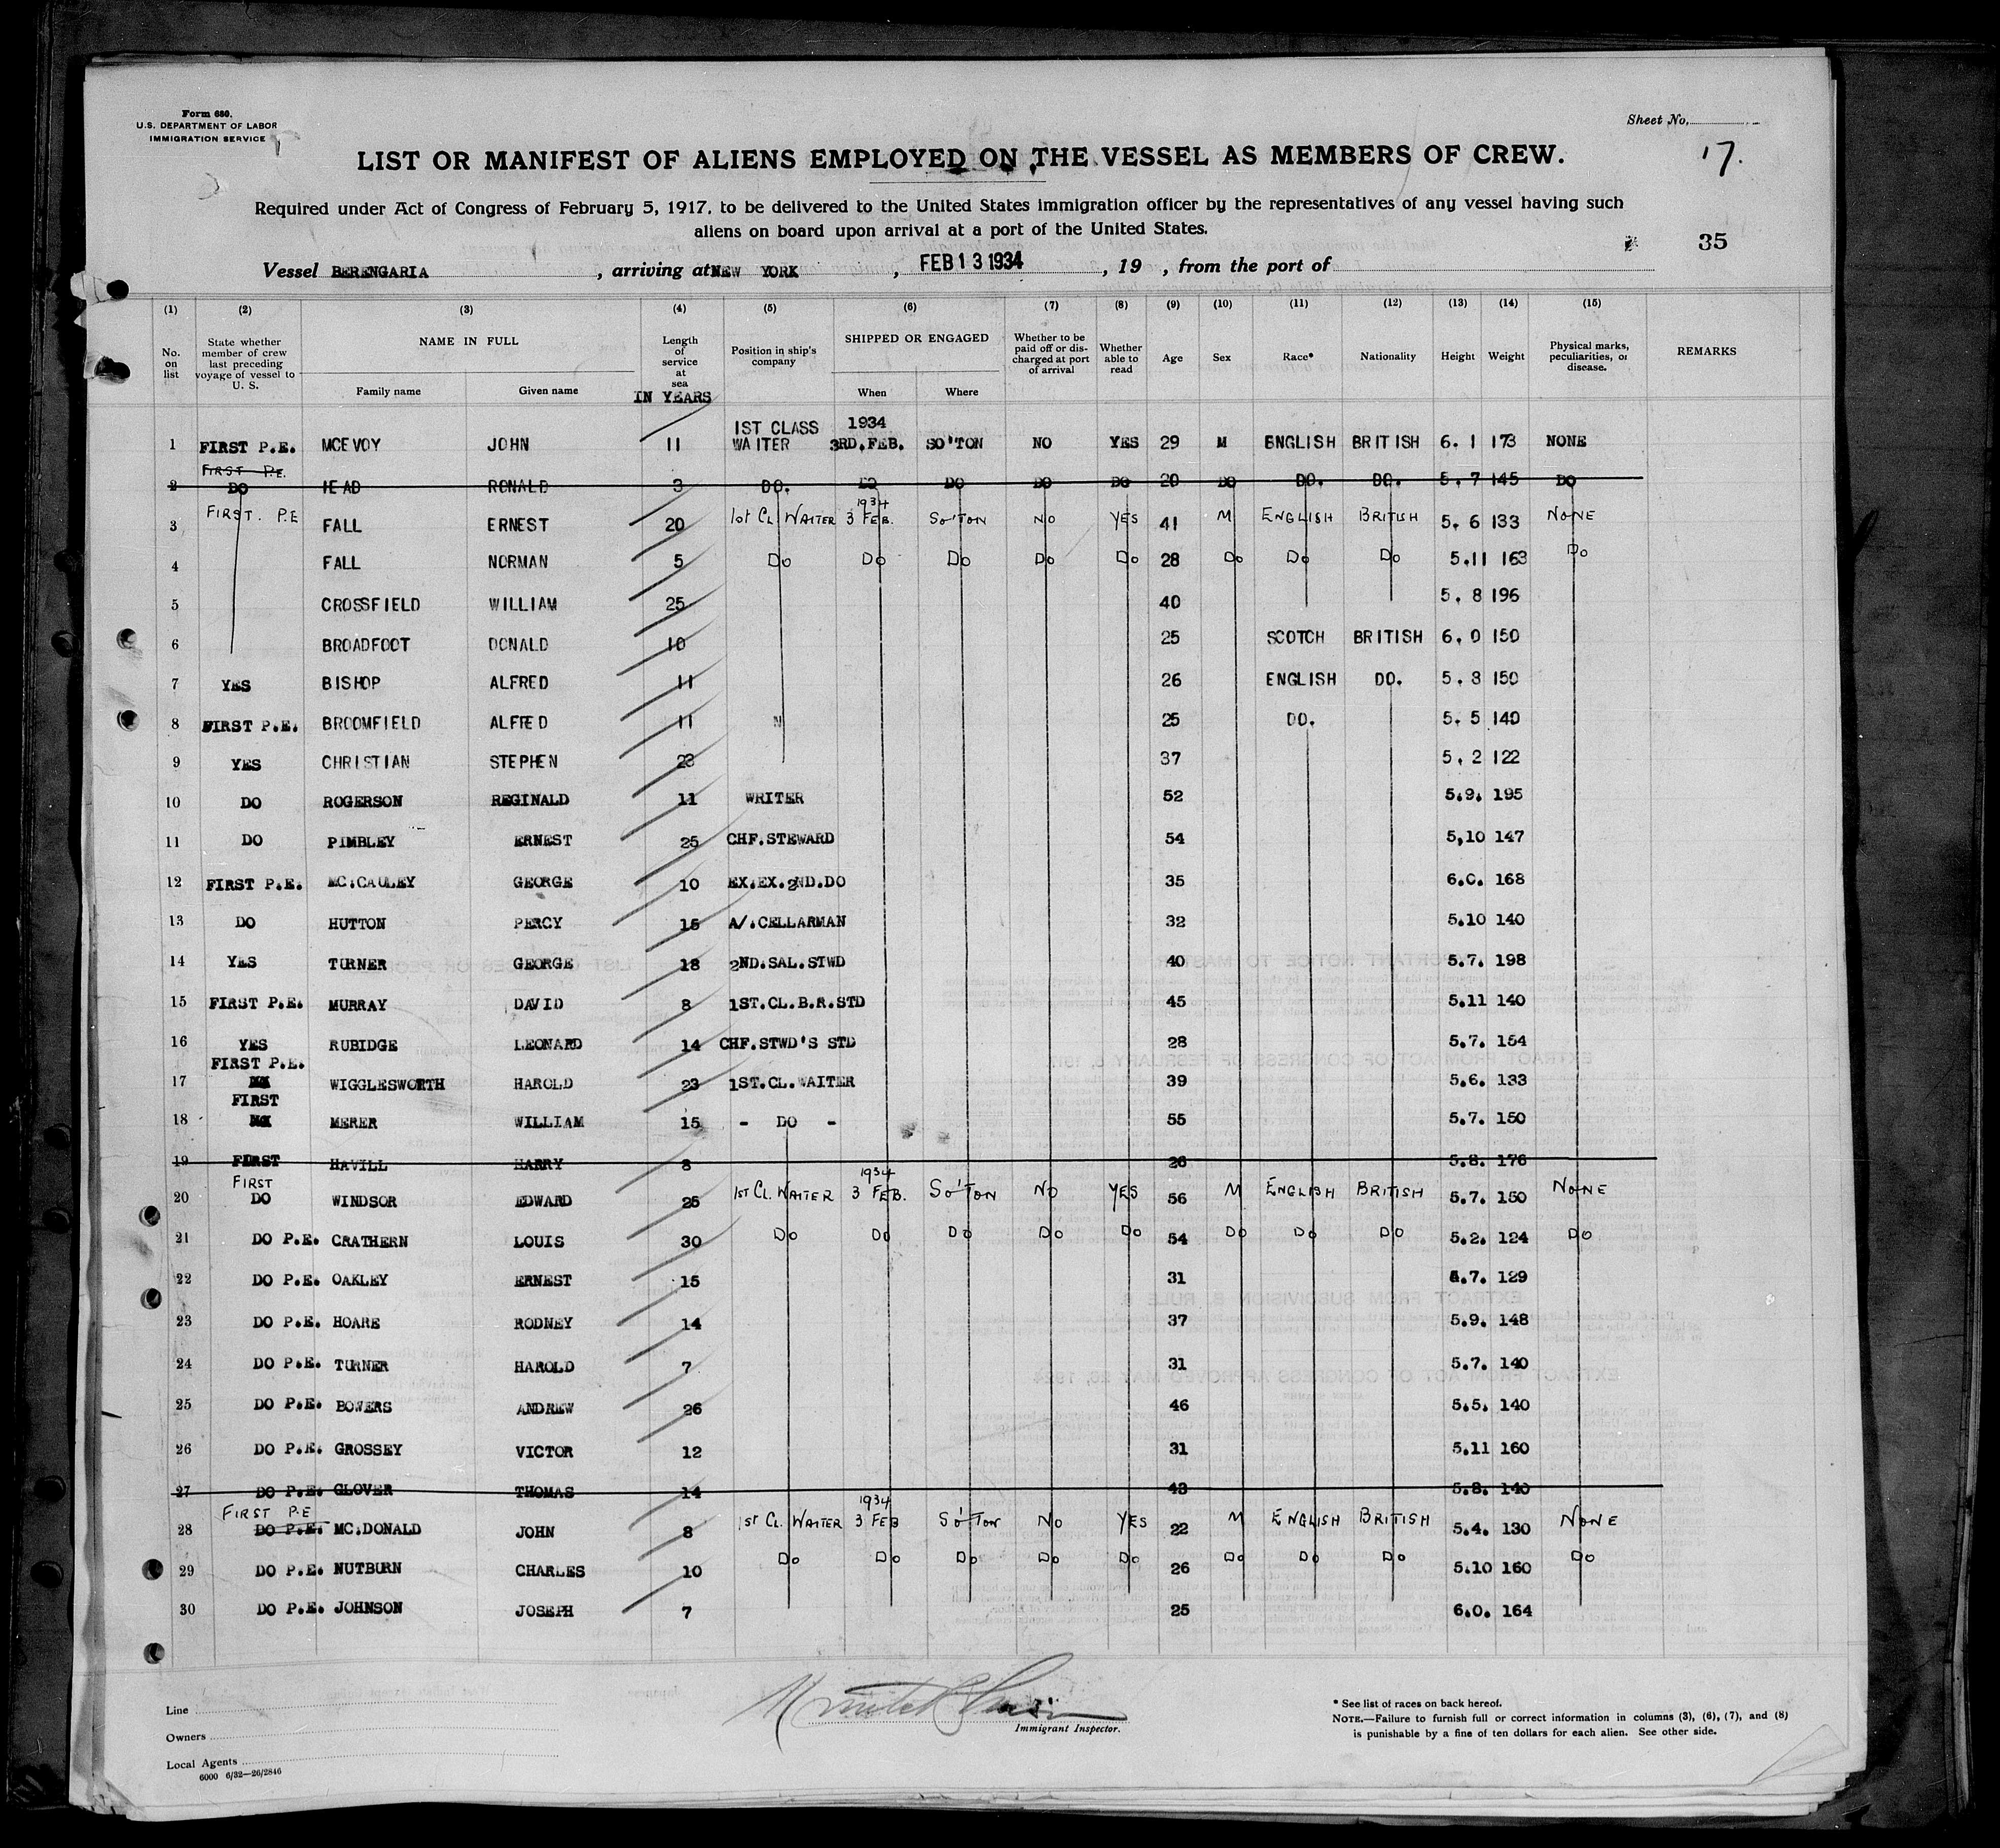 Form 680.
U.S. DEPARTMENT OF LABOR
IMMIGRATION SERVICE
Sheet No.
17.
LIST OR MANIFEST OF ALIENS EMPLOYED ON THE VESSEL AS MEMBERS OF CREW.
Required under Act of Congress of February 5, 1917, to be delivered to the United States immigration officer by the representatives of any vessel having such
aliens on board upon arrival at a port of the United States.
35
Vessel BERENGARIA, arriving at NEW YORK, FEB 13 1934, 19 , from the port of
(1) (2) (3) (4) (5) (6) (7) (8) (9) (10) (11) (12) (13) (14) (15)
No. on list State whether member of crew last preceding voyage of vessel to U. S. NAME IN FULL Family name Given name Length of service at sea IN YEARS Position in ship's company SHIPPED OR ENGAGED When Where Whether to be paid off or discharged at port of arrival Whether able to read Age Sex Race* Nationality Height Weight Physical marks, peculiarities, or disease. REMARKS
1 FIRST P.E. MCEVOY JOHN 11 1ST CLASS WAITER 1934 3RD.FEB. SO'TON NO YES 29 M ENGLISH BRITISH 6. 1 173 NONE
FIRST P.E.
2 DO HEAD RONALD 3 DO. DO DO DO DO 20 DO DO. DO. 5. 7 145 DO
3 FIRST. P.E FALL ERNEST 20 1st CL WAITER 1934 3 FEB. SO'TON NO YES 41 M ENGLISH BRITISH 5. 6 133 NONE
4 FALL NORMAN 5 Do Do Do Do Do 28 Do Do Do 5.11 163 Do
5 CROSSFIELD WILLIAM 25 40 5. 8 196
6 BROADFOOT DONALD 10 25 SCOTCH BRITISH 6. 0 150
7 YES BISHOP ALFRED 11 26 ENGLISH DO. 5. 8 150
8 FIRST P.E. BROOMFIELD ALFRED 11 N 25 DO. 5. 5 140
9 YES CHRISTIAN STEPHEN 23 37 5. 2 122
10 DO ROGERSON REGINALD 11 WRITER 52 5.9. 195
11 DO PIMBLEY ERNEST 25 CHF.STEWARD 54 5,10 147
12 FIRST P.E. MC.CAULEY GEORGE 10 EX.EX.2ND.DO 35 6.0. 168
13 DO HUTTON PERCY 15 A/.CELLARMAN 32 5.10 140
14 YES TURNER GEORGE 18 2ND.SAL.STWD 40 5.7. 198
15 FIRST P.E. MURRAY DAVID 8 1ST.CL.B.R.STD 45 5.11 140
16 YES RUBIDGE LEONARD 14 CHF.STWD'S STD 28 5.7. 154
FIRST P.E.
17 WIGGLESWORTH HAROLD 23 1ST.CL.WAITER 39 5.6. 133
FIRST
18 MERER WILLIAM 15 - DO - 55 5.7. 150
19 FIRST HAVILL HARRY 8 26 5.8. 176
FIRST
20 DO WINDSOR EDWARD 25 1st CL. WAITER 1934 3 FEB. SO'TON NO YES 56 M ENGLISH BRITISH 5.7. 150 NONE
21 DO P.E. CRATHERN LOUIS 30 Do Do Do Do Do 54 Do Do Do 5.2. 124 Do
22 DO P.E. OAKLEY ERNEST 15 31 5.7. 129
23 DO P.E. HOARE RODNEY 14 37 5.9. 148
24 DO P.E. TURNER HAROLD 7 31 5.7. 140
25 DO P.E. BOWERS ANDREW 26 46 5.5. 140
26 DO P.E. GROSSEY VICTOR 12 31 5.11 160
27 DO P.E. GLOVER THOMAS 14 43 5.8. 140
FIRST P.E
28 DO P.E. MC.DONALD JOHN 8 1st CL. WAITER 1934 3 FEB SO'TON NO YES 22 M ENGLISH BRITISH 5.4. 130 NONE
29 DO P.E. NUTBURN CHARLES 10 Do Do Do Do Do 26 Do Do Do 5.10 160 Do
30 DO P.E. JOHNSON JOSEPH 7 25 6.0. 164
Line
Owners
Local Agents
6000 6/32—26/2846
Immigrant Inspector.
* See list of races on back hereof.
NOTE.—Failure to furnish full or correct information in columns (3), (6), (7), and (8)
is punishable by a fine of ten dollars for each alien. See other side.